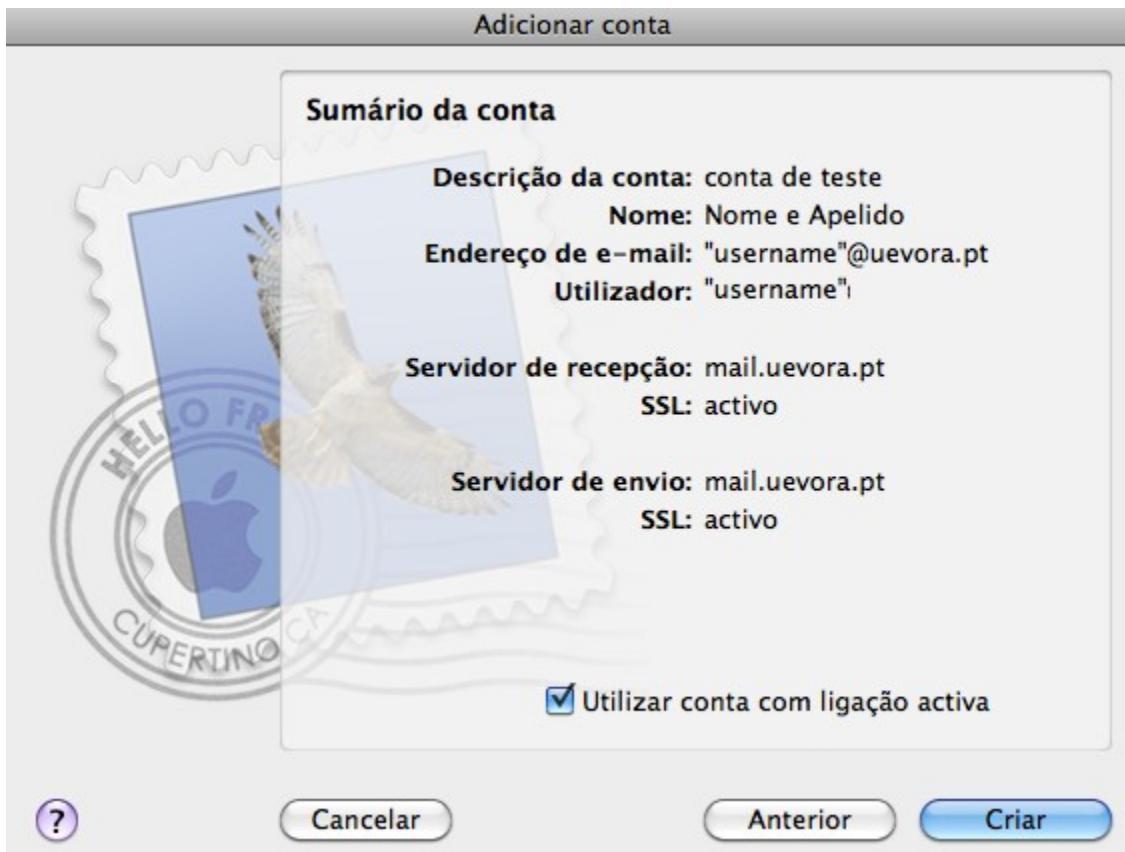 Adicionar conta
Sumário da conta
Descrição da conta: conta de teste
Nome: Nome e Apelido
Endereço de e-mail: "username"@uevora.pt
Utilizador: "username"
Servidor de recepção: mail.uevora.pt
SSL: activo
Servidor de envio: mail.uevora.pt
SSL: activo
HELLO FR
CUPERTINO CA
Utilizar conta com ligação activa
?
Cancelar
Anterior
Criar